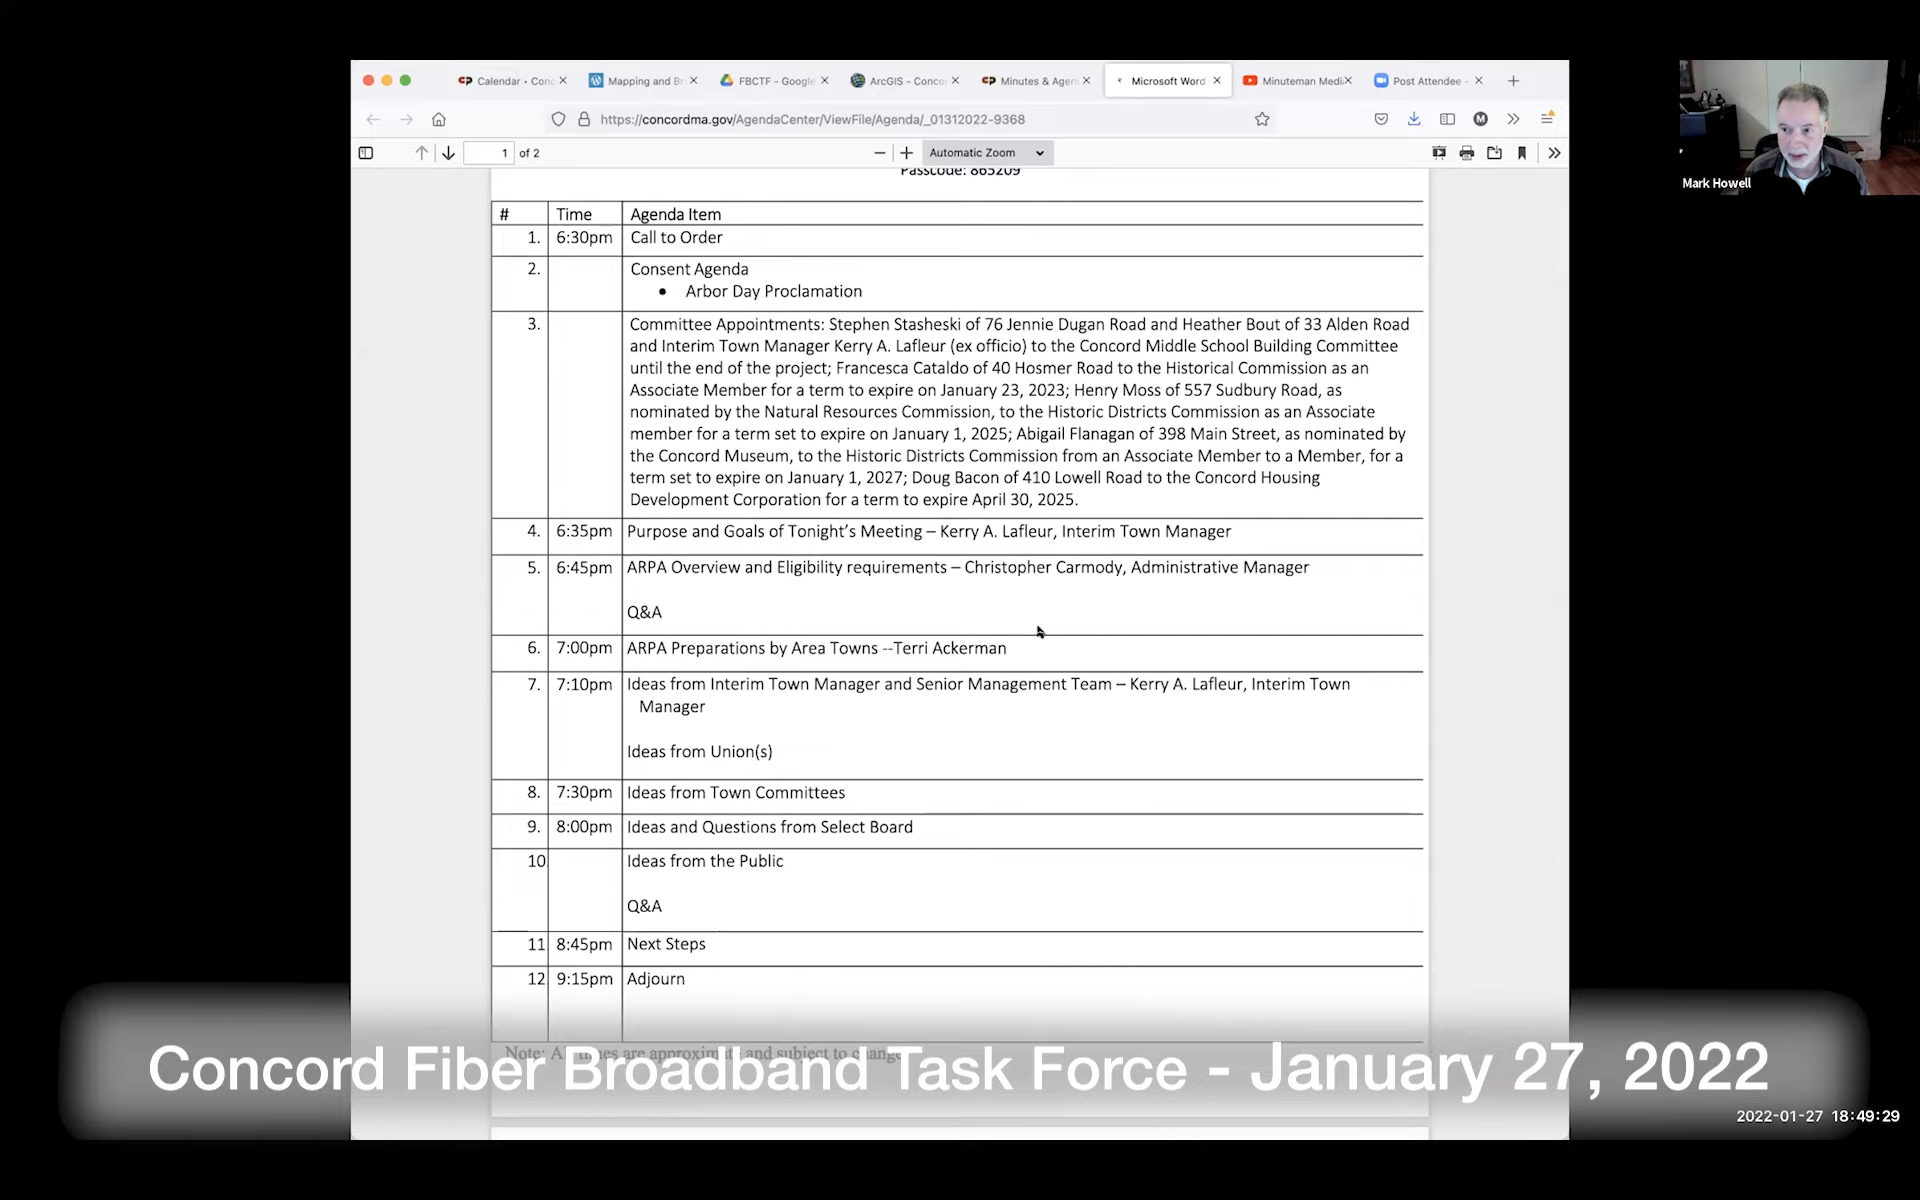 Calendar • Conc
Mapping and Br
FBCTF - Google
ArcGIS - Conco
Minutes & Agen
Microsoft Word
Minuteman Medi
Post Attendee -
https://concordma.gov/AgendaCenter/ViewFile/Agenda/_01312022-9368
M
1 of 2
Automatic Zoom
Mark Howell
Passcode: 865209
# Time Agenda Item
1. 6:30pm Call to Order
2. Consent Agenda
• Arbor Day Proclamation
3. Committee Appointments: Stephen Stasheski of 76 Jennie Dugan Road and Heather Bout of 33 Alden Road
and Interim Town Manager Kerry A. Lafleur (ex officio) to the Concord Middle School Building Committee
until the end of the project; Francesca Cataldo of 40 Hosmer Road to the Historical Commission as an
Associate Member for a term to expire on January 23, 2023; Henry Moss of 557 Sudbury Road, as
nominated by the Natural Resources Commission, to the Historic Districts Commission as an Associate
member for a term set to expire on January 1, 2025; Abigail Flanagan of 398 Main Street, as nominated by
the Concord Museum, to the Historic Districts Commission from an Associate Member to a Member, for a
term set to expire on January 1, 2027; Doug Bacon of 410 Lowell Road to the Concord Housing
Development Corporation for a term to expire April 30, 2025.
4. 6:35pm Purpose and Goals of Tonight’s Meeting – Kerry A. Lafleur, Interim Town Manager
5. 6:45pm ARPA Overview and Eligibility requirements – Christopher Carmody, Administrative Manager
Q&A
6. 7:00pm ARPA Preparations by Area Towns --Terri Ackerman
7. 7:10pm Ideas from Interim Town Manager and Senior Management Team – Kerry A. Lafleur, Interim Town
Manager
Ideas from Union(s)
8. 7:30pm Ideas from Town Committees
9. 8:00pm Ideas and Questions from Select Board
10 Ideas from the Public
Q&A
11 8:45pm Next Steps
12 9:15pm Adjourn
Note: are and subject to
Concord Fiber Broadband Task Force - January 27, 2022
2022-01-27 18:49:29